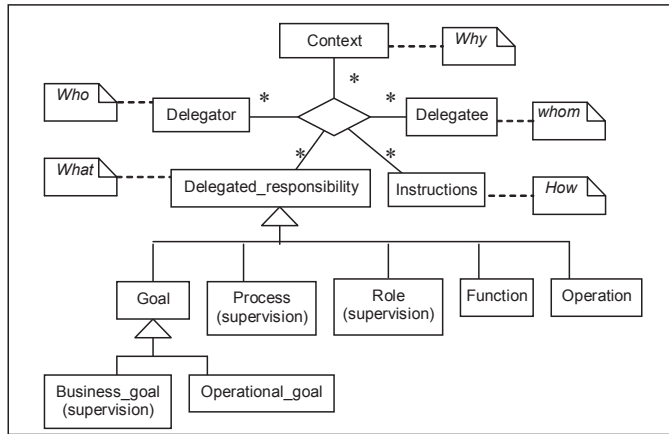 Context
Why
*
Who
Delegator
*
*
Delegatee
whom
What
*
*
Delegated_responsibility
Instructions
How
Goal
Process
(supervision)
Role
(supervision)
Function
Operation
Business_goal
(supervision)
Operational_goal